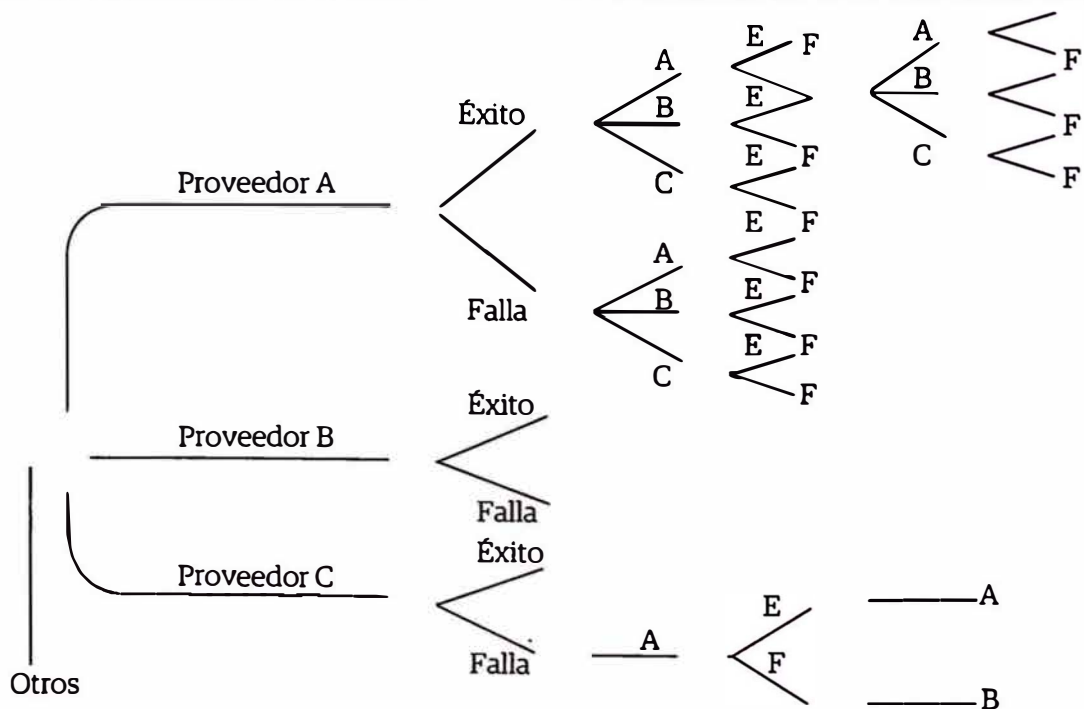 E F A
A F
B E B F
Éxito
C E F C F
Proveedor A
E F
A
F
Falla B E
F
E F
C
F
Éxito
Proveedor B
Falla
Éxito
Proveedor C
E A
Falla A F
Otros B